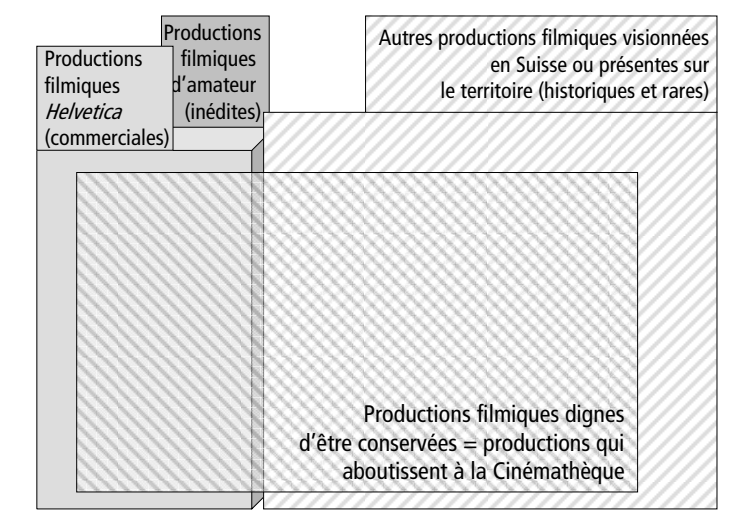 Productions
filmiques
Helvetica
(commerciales)
Productions
filmiques
d'amateur
(inédites)
Autres productions filmiques visionnées
en Suisse ou présentes sur
le territoire (historiques et rares)
Productions filmiques dignes
d'être conservées = productions qui
aboutissent à la Cinémathèque